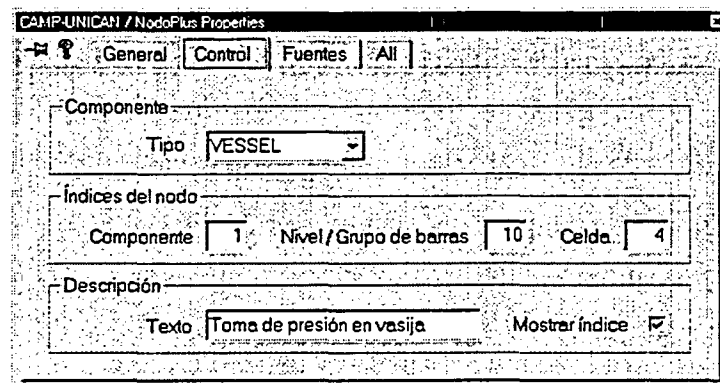 CAMP-UNICAN / NodoPlus Properties
General Control Fuentes All
Componente
Tipo VESSEL
Índices del nodo
Componente 1 Nivel / Grupo de barras 10 Celda 4
Descripción
Texto Toma de presión en vasija Mostrar índice